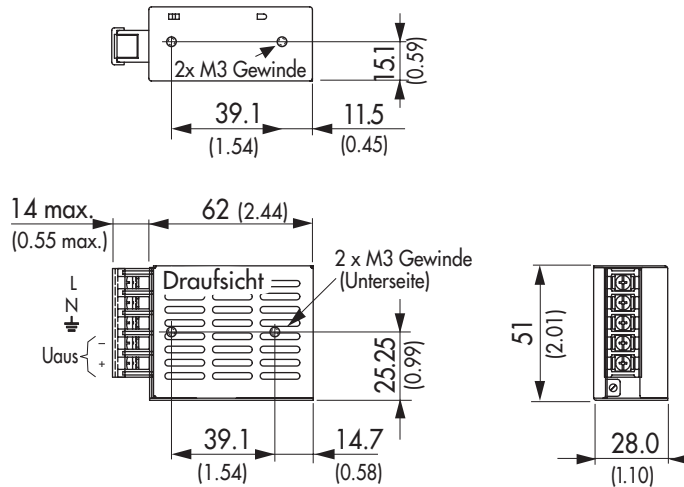 2x M3 Gewinde
15.1
(0.59)
39.1
(1.54)
11.5
(0.45)
14 max.
(0.55 max.)
62 (2.44)
Draufsicht
2 x M3 Gewinde
(Unterseite)
L
N
Uaus
–
+
25.25
(0.99)
39.1
(1.54)
14.7
(0.58)
51
(2.01)
28.0
(1.10)